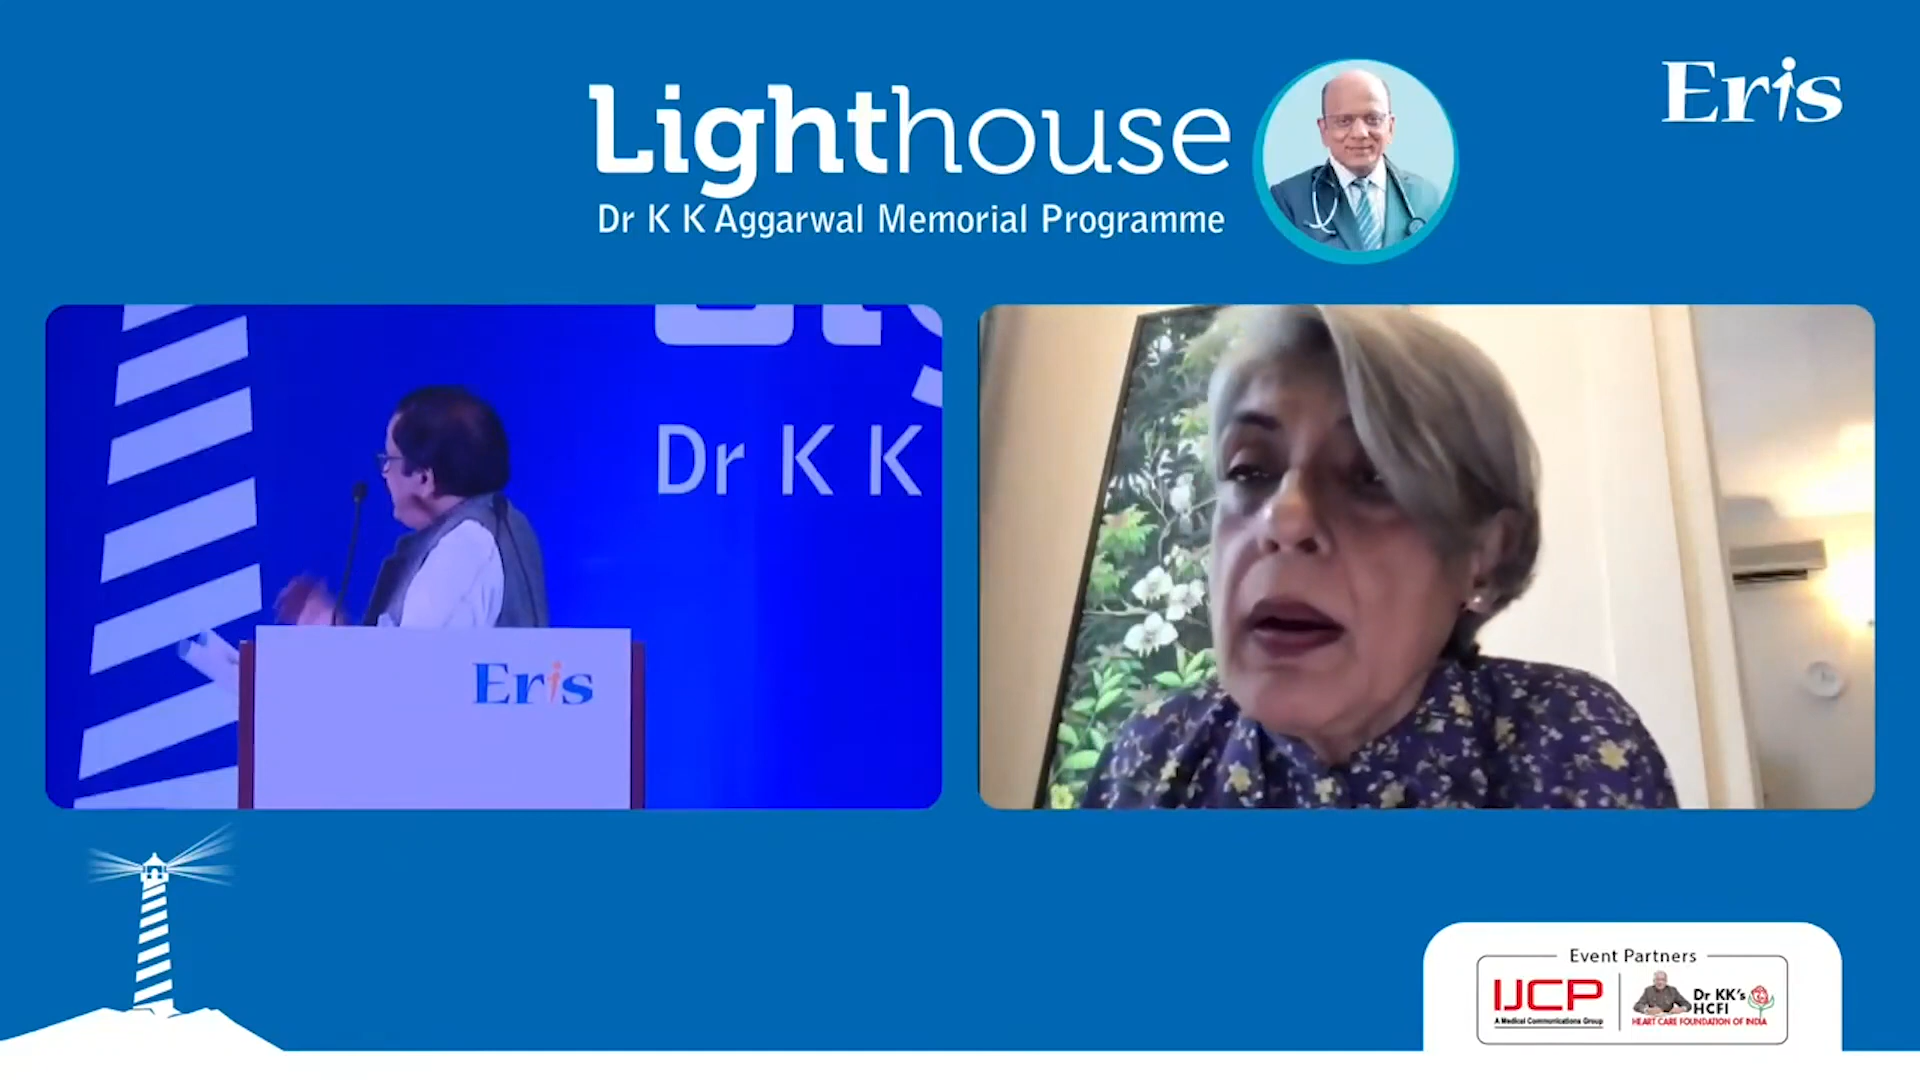 Lighthouse
Dr K K Aggarwal Memorial Programme
Eris
Dr K K
Eris
Event Partners
IJCP
A Medical Communications Group
Dr KK's
HCFI
HEART CARE FOUNDATION OF INDIA